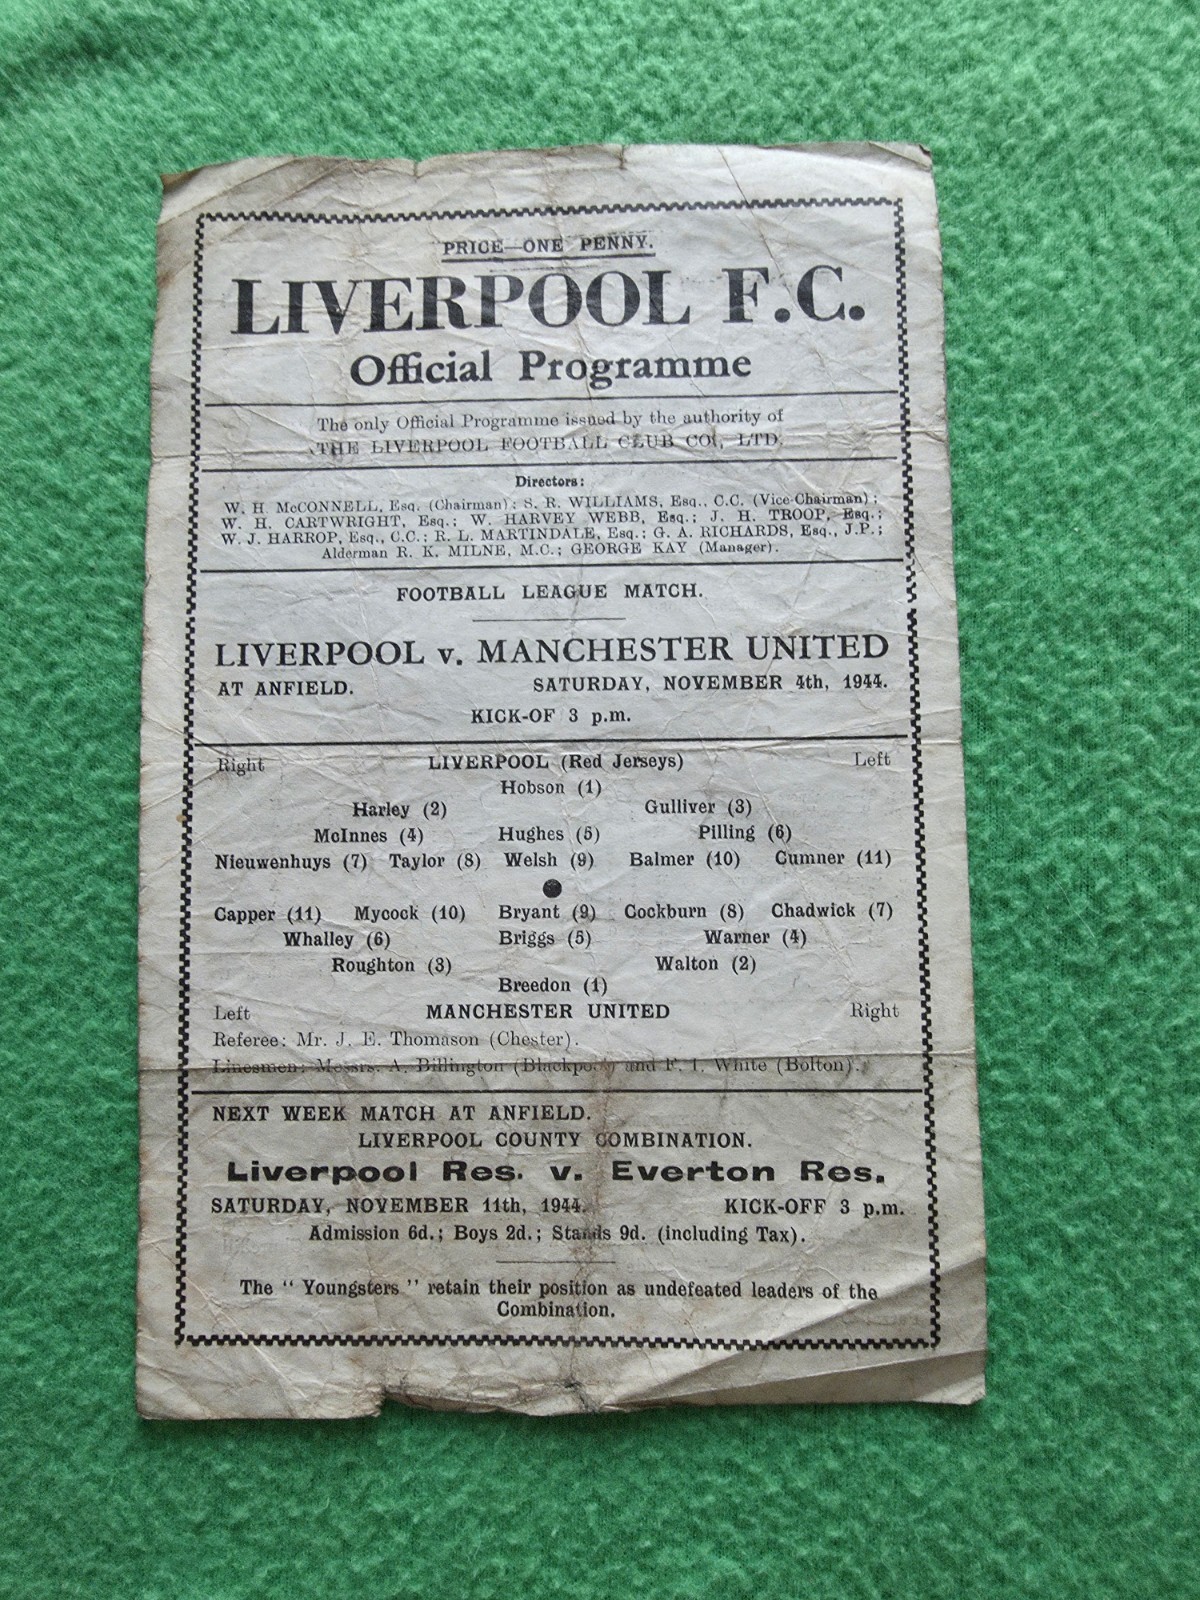 PRICE—ONE PENNY.
LIVERPOOL F.C.
Official Programme
The only Official Programme issued by the authority of
THE LIVERPOOL FOOTBALL CLUB CO., LTD.
Directors:
W. H. McCONNELL, Esq. (Chairman); S. R. WILLIAMS, Esq., C.C. (Vice-Chairman);
W. H. CARTWRIGHT, Esq.; W. HARVEY WEBB, Esq.; J. H. TROOP, Esq.;
W. J. HARROP, Esq., C.C.; R. L. MARTINDALE, Esq.; G. A. RICHARDS, Esq., J.P.;
Alderman R. K. MILNE, M.C.; GEORGE KAY (Manager).
FOOTBALL LEAGUE MATCH.
LIVERPOOL v. MANCHESTER UNITED
AT ANFIELD. SATURDAY, NOVEMBER 4th, 1944.
KICK-OF 3 p.m.
Right LIVERPOOL (Red Jerseys) Left
Hobson (1)
Harley (2) Gulliver (3)
McInnes (4) Hughes (5) Pilling (6)
Nieuwenhuys (7) Taylor (8) Welsh (9) Balmer (10) Cumner (11)
Capper (11) Mycock (10) Bryant (9) Cockburn (8) Chadwick (7)
Whalley (6) Briggs (5) Warner (4)
Roughton (3) Walton (2)
Breedon (1)
Left MANCHESTER UNITED Right
Referee: Mr. J. E. Thomason (Chester).
Linesmen: Messrs. A. Billington (Blackpool) and F. I. White (Bolton).
NEXT WEEK MATCH AT ANFIELD.
LIVERPOOL COUNTY COMBINATION.
Liverpool Res. v. Everton Res.
SATURDAY, NOVEMBER 11th, 1944. KICK-OFF 3 p.m.
Admission 6d.; Boys 2d.; Stands 9d. (including Tax).
The " Youngsters " retain their position as undefeated leaders of the
Combination.